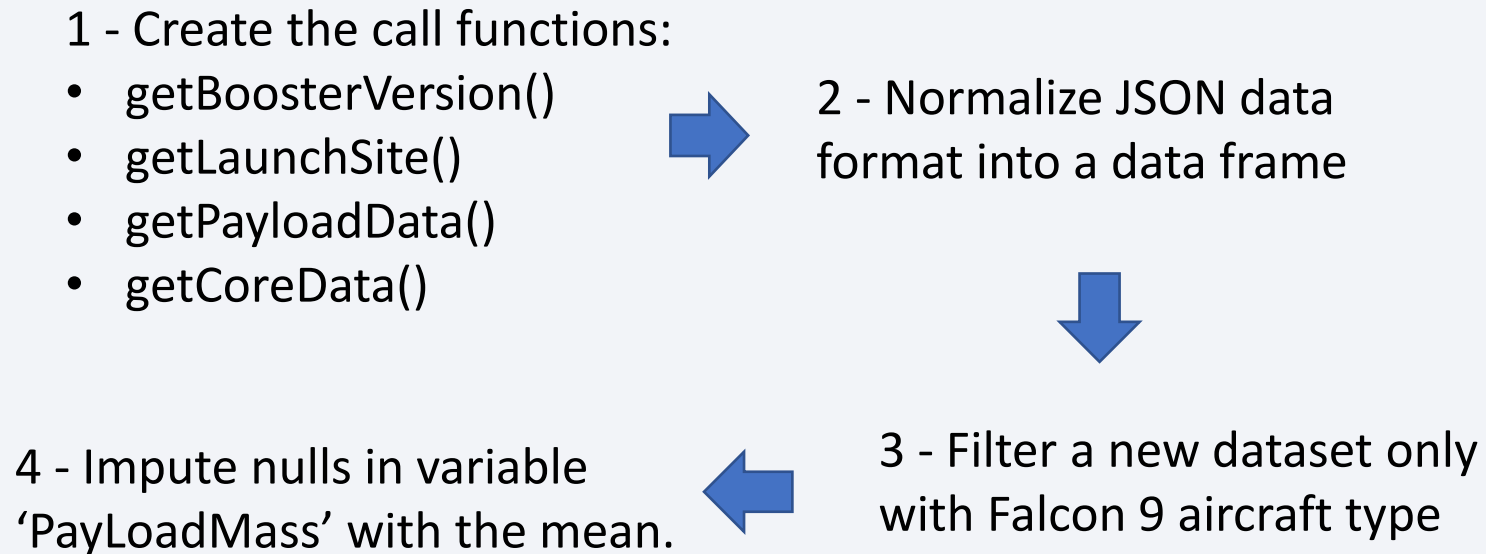 1 - Create the call functions:
• getBoosterVersion()
• getLaunchSite()
• getPayloadData()
• getCoreData()
2 - Normalize JSON data
format into a data frame
3 - Filter a new dataset only
with Falcon 9 aircraft type
4 - Impute nulls in variable
‘PayLoadMass’ with the mean.